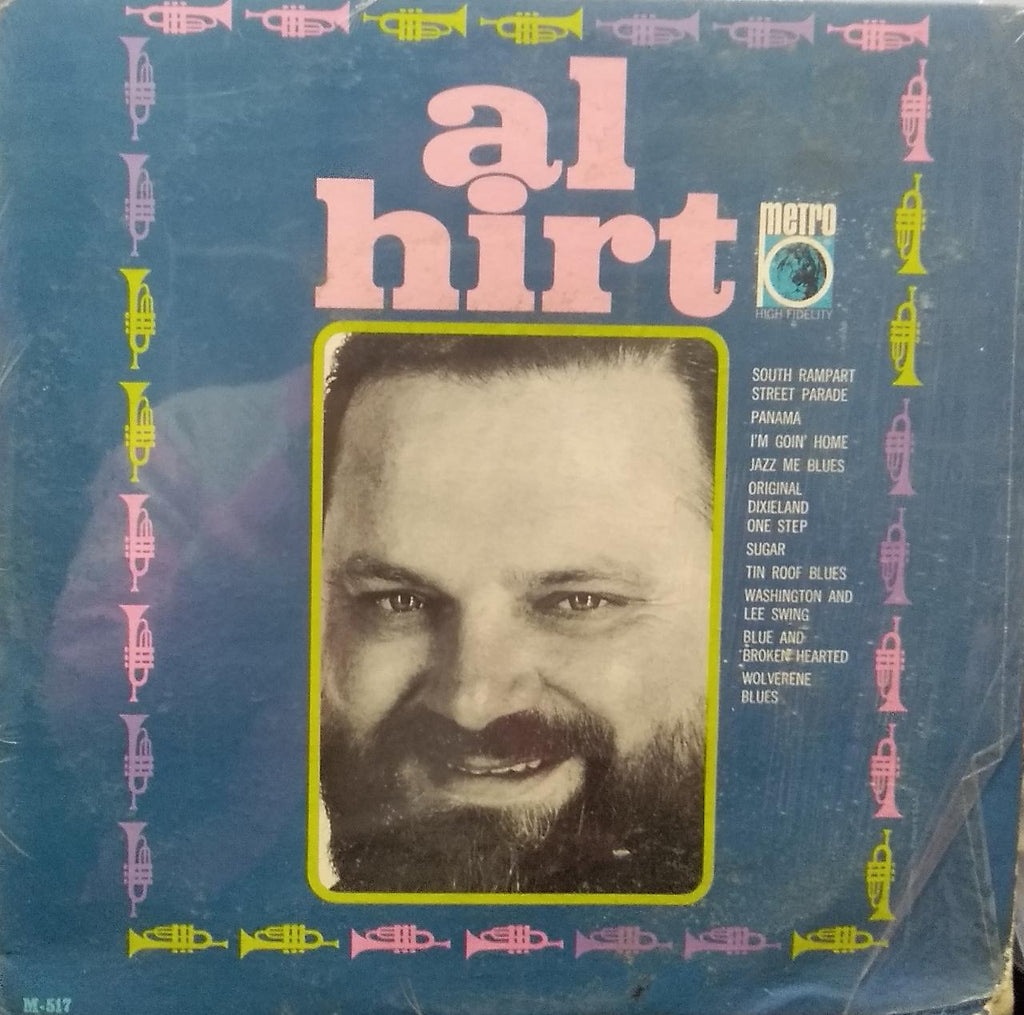 al
hirt
metro
HIGH FIDELITY
SOUTH RAMPART
STREET PARADE
PANAMA
I'M GOIN' HOME
JAZZ ME BLUES
ORIGINAL
DIXIELAND
ONE STEP
SUGAR
TIN ROOF BLUES
WASHINGTON AND
LEE SWING
BLUE AND
BROKEN HEARTED
WOLVERENE
BLUES
M-517